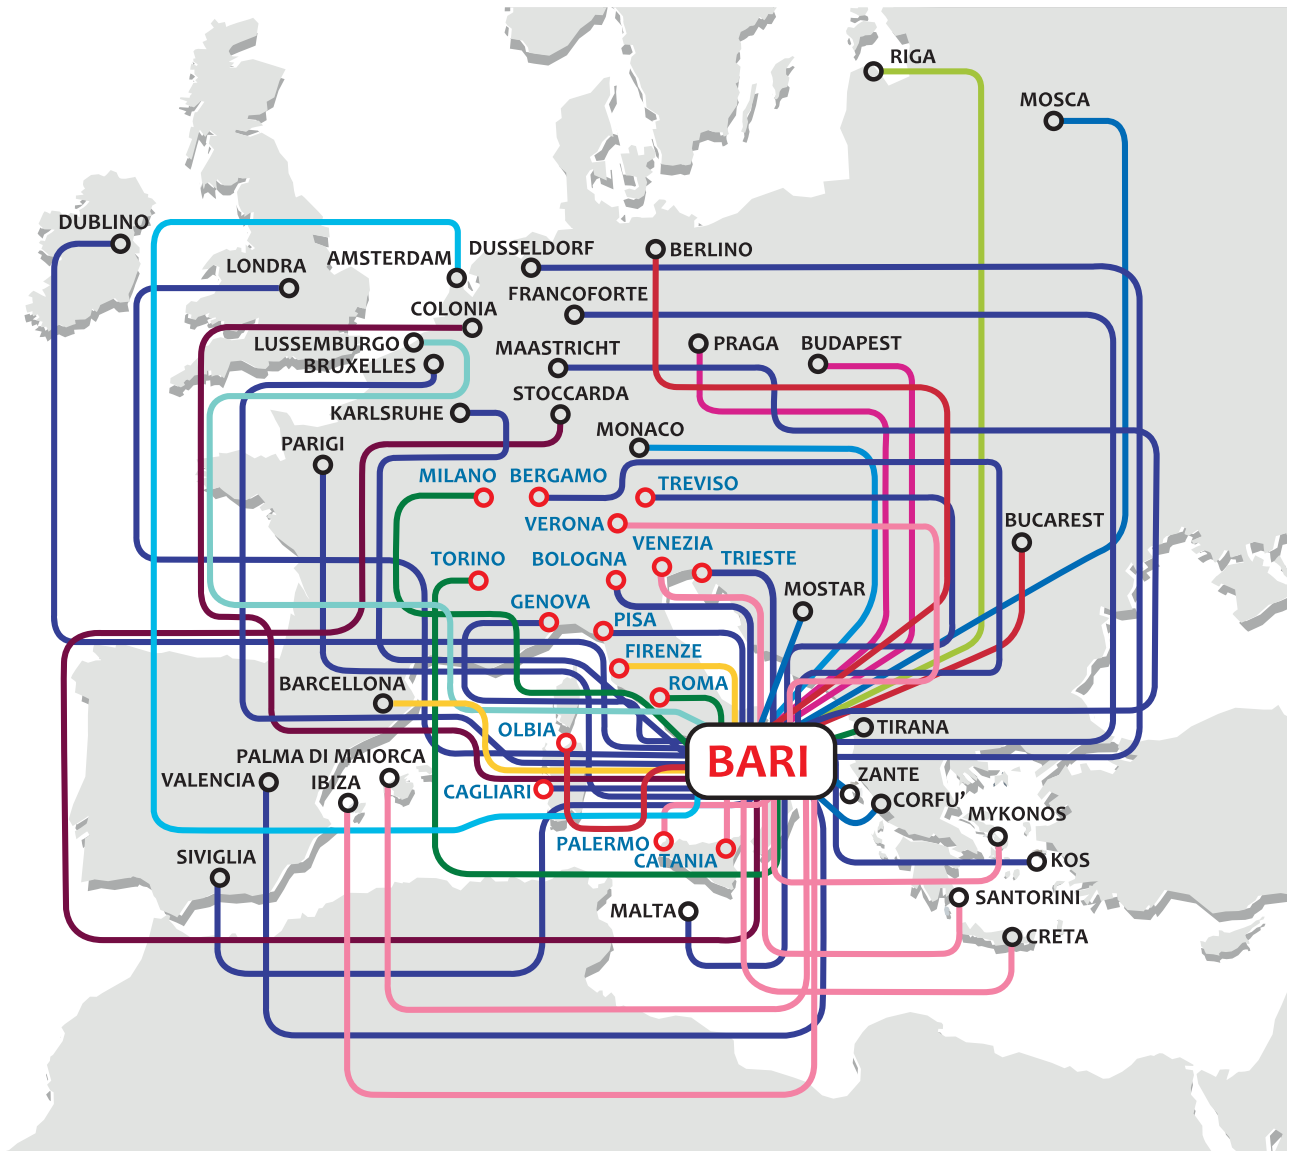 RIGA
MOSCA
DUBLINO
DUSSELDORF
BERLINO
AMSTERDAM
LONDRA
FRANCOFORTE
COLONIA
LUSSEMBURGO
MAASTRICHT
PRAGA
BUDAPEST
BRUXELLES
STOCCARDA
KARLSRUHE
MONACO
PARIGI
MILANO
BERGAMO
TREVISO
VERONA
BUCAREST
VENEZIA
TORINO
BOLOGNA
TRIESTE
MOSTAR
GENOVA
PISA
FIRENZE
BARCELLONA
ROMA
OLBIA
TIRANA
PALMA DI MAIORCA
BARI
VALENCIA
IBIZA
ZANTE
CAGLIARI
CORFU’
MYKONOS
PALERMO
SIVIGLIA
CATANIA
KOS
SANTORINI
MALTA
CRETA